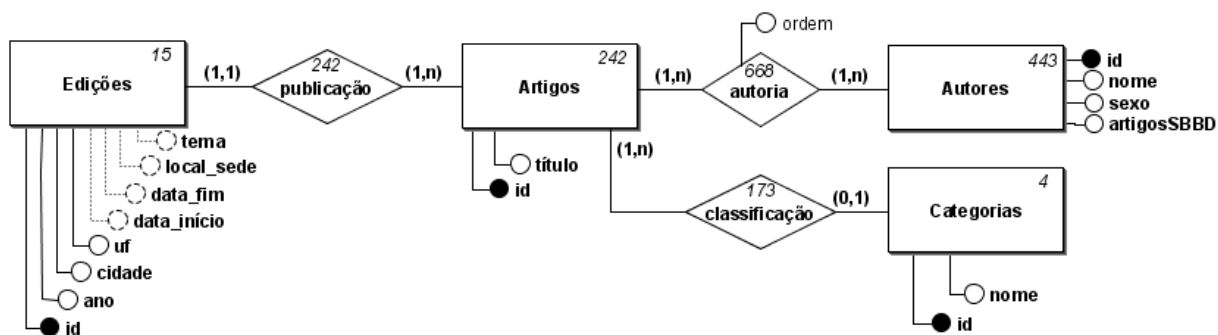 ordem
15
Edições
(1,1)
242
publicação
(1,n)
242
Artigos
(1,n)
668
autoria
(1,n)
443
Autores
id
nome
sexo
artigosSBBD
tema
local_sede
data_fim
data_início
uf
cidade
ano
id
título
id
(1,n)
173
classificação
(0,1)
4
Categorias
nome
id